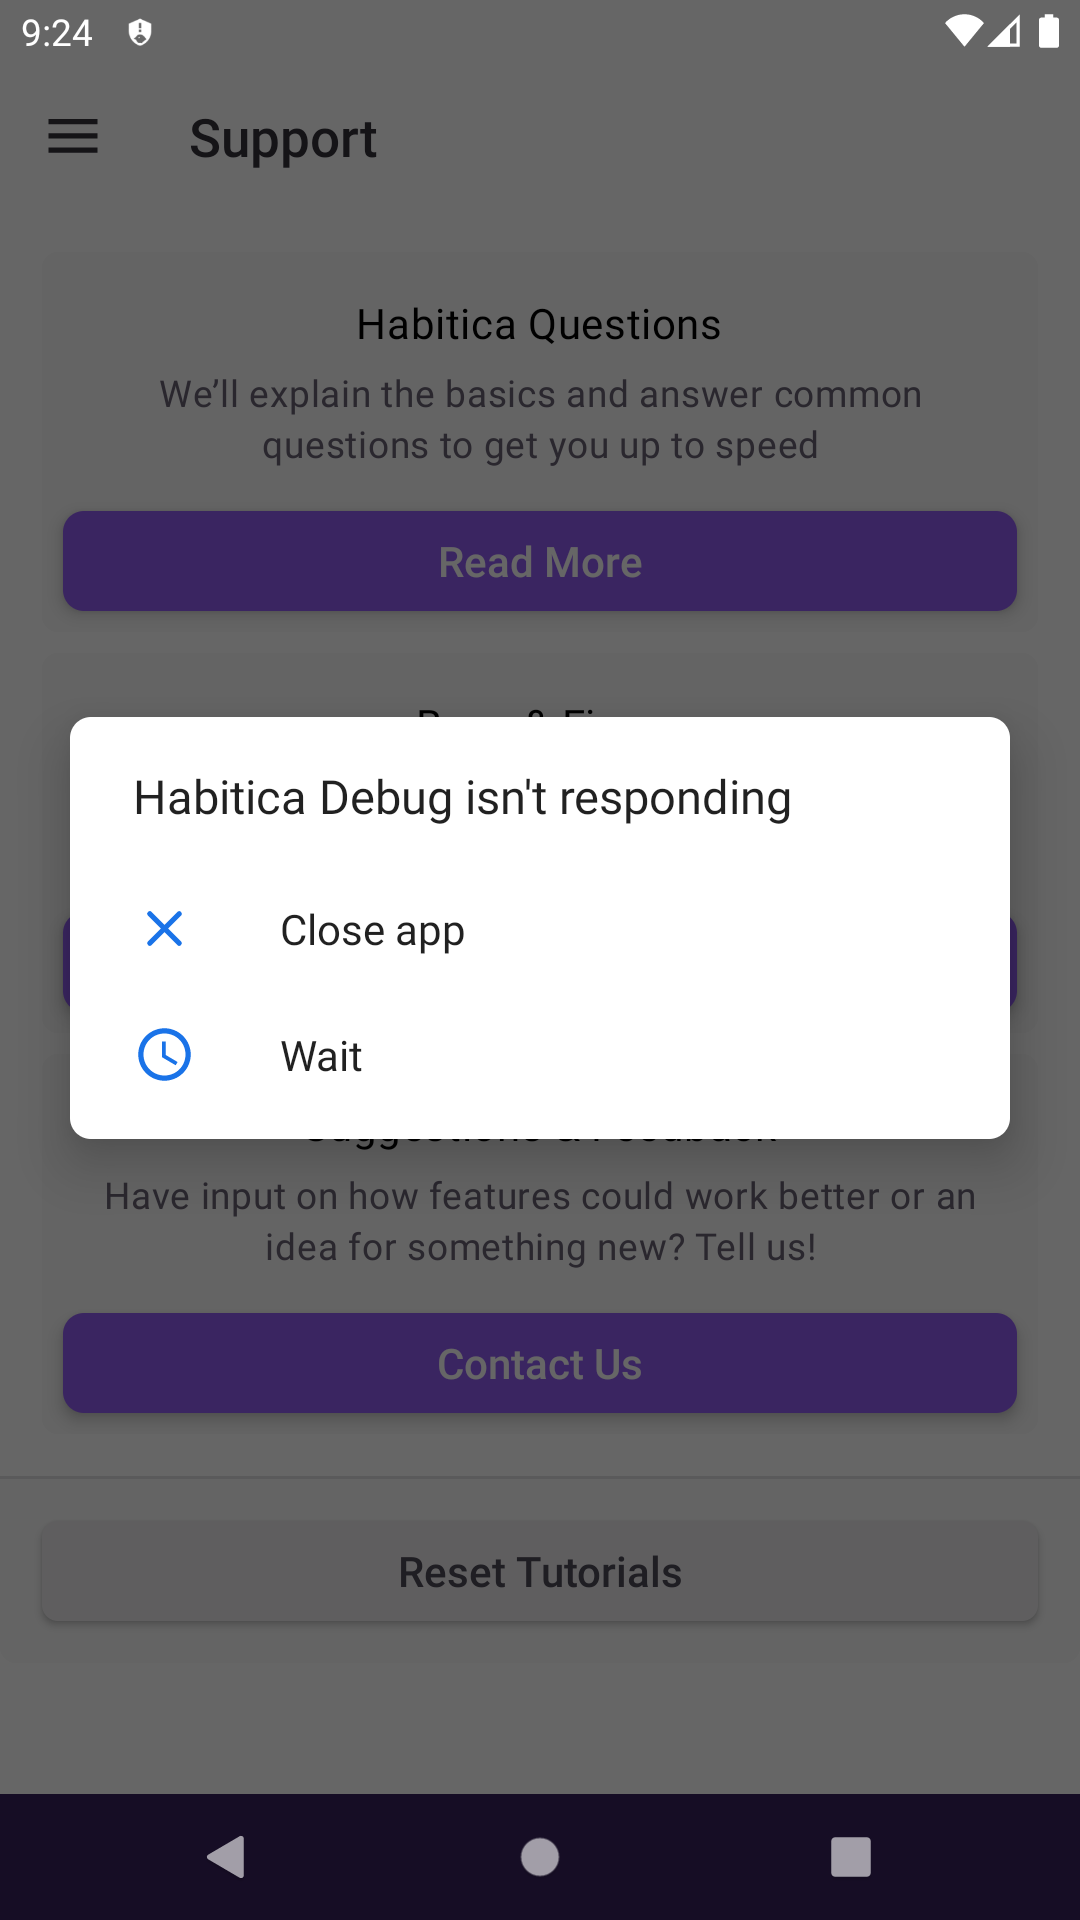 9:24
Support
Habitica Questions
We’ll explain the basics and answer common
questions to get you up to speed
Read More
Habitica Debug isn't responding
Close app
Wait
Suggestions & Feedback
Have input on how features could work better or an
idea for something new? Tell us!
Contact Us
Reset Tutorials